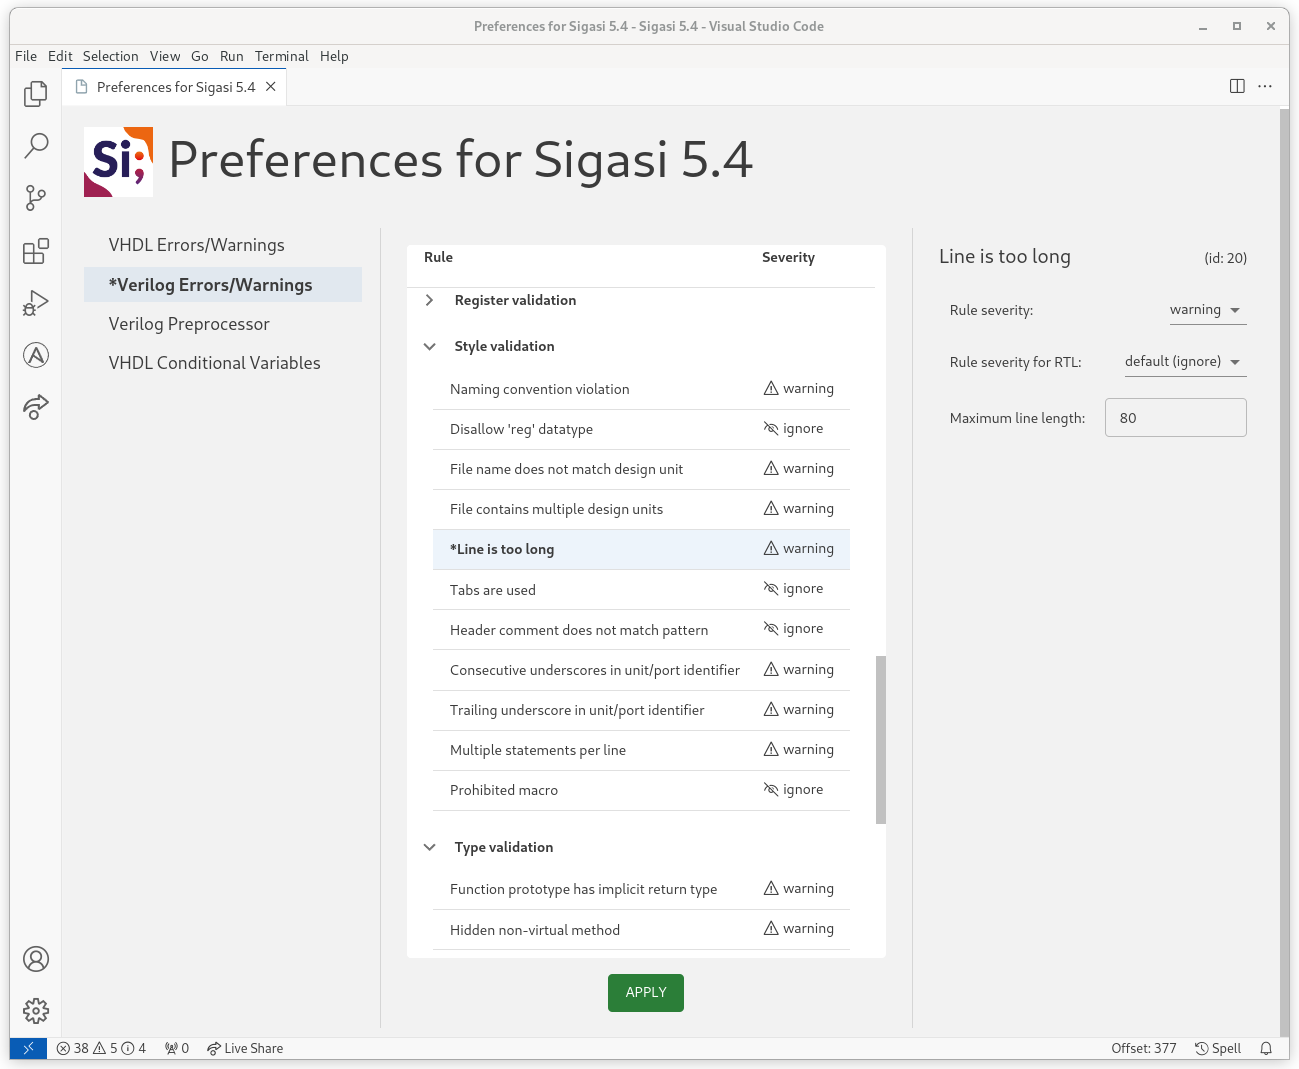 Preferences for Sigasi 5.4 - Sigasi 5.4 - Visual Studio Code
File Edit Selection View Go Run Terminal Help
Preferences for Sigasi 5.4
Si; Preferences for Sigasi 5.4
VHDL Errors/Warnings
*Verilog Errors/Warnings
Verilog Preprocessor
VHDL Conditional Variables
Rule Severity
Register validation
Style validation
Naming convention violation warning
Disallow 'reg' datatype ignore
File name does not match design unit warning
File contains multiple design units warning
*Line is too long warning
Tabs are used ignore
Header comment does not match pattern ignore
Consecutive underscores in unit/port identifier warning
Trailing underscore in unit/port identifier warning
Multiple statements per line warning
Prohibited macro ignore
Type validation
Function prototype has implicit return type warning
Hidden non-virtual method warning
APPLY
Line is too long (id: 20)
Rule severity: warning
Rule severity for RTL: default (ignore)
Maximum line length: 80
38 5 4 0 Live Share Offset: 377 Spell